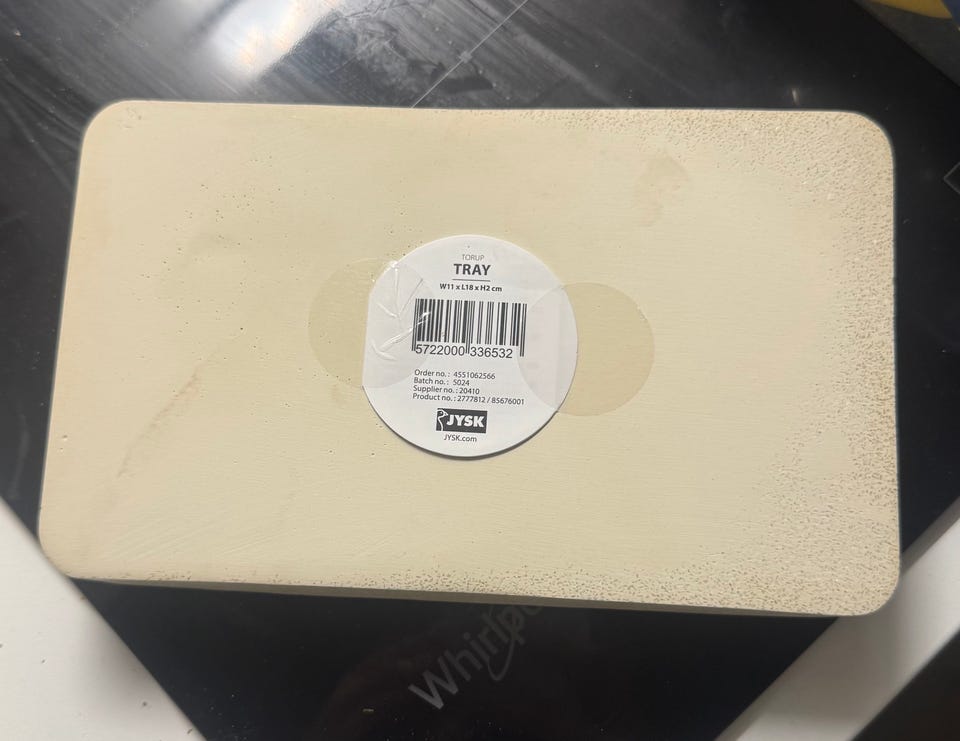 TORUP
TRAY
W11 x L18 x H2 cm
5722000 336532
Order no.: 4551062566
Batch no.: 5024
Supplier no.: 20410
Product no.: 2777812 / 85676001
JYSK
JYSK.com